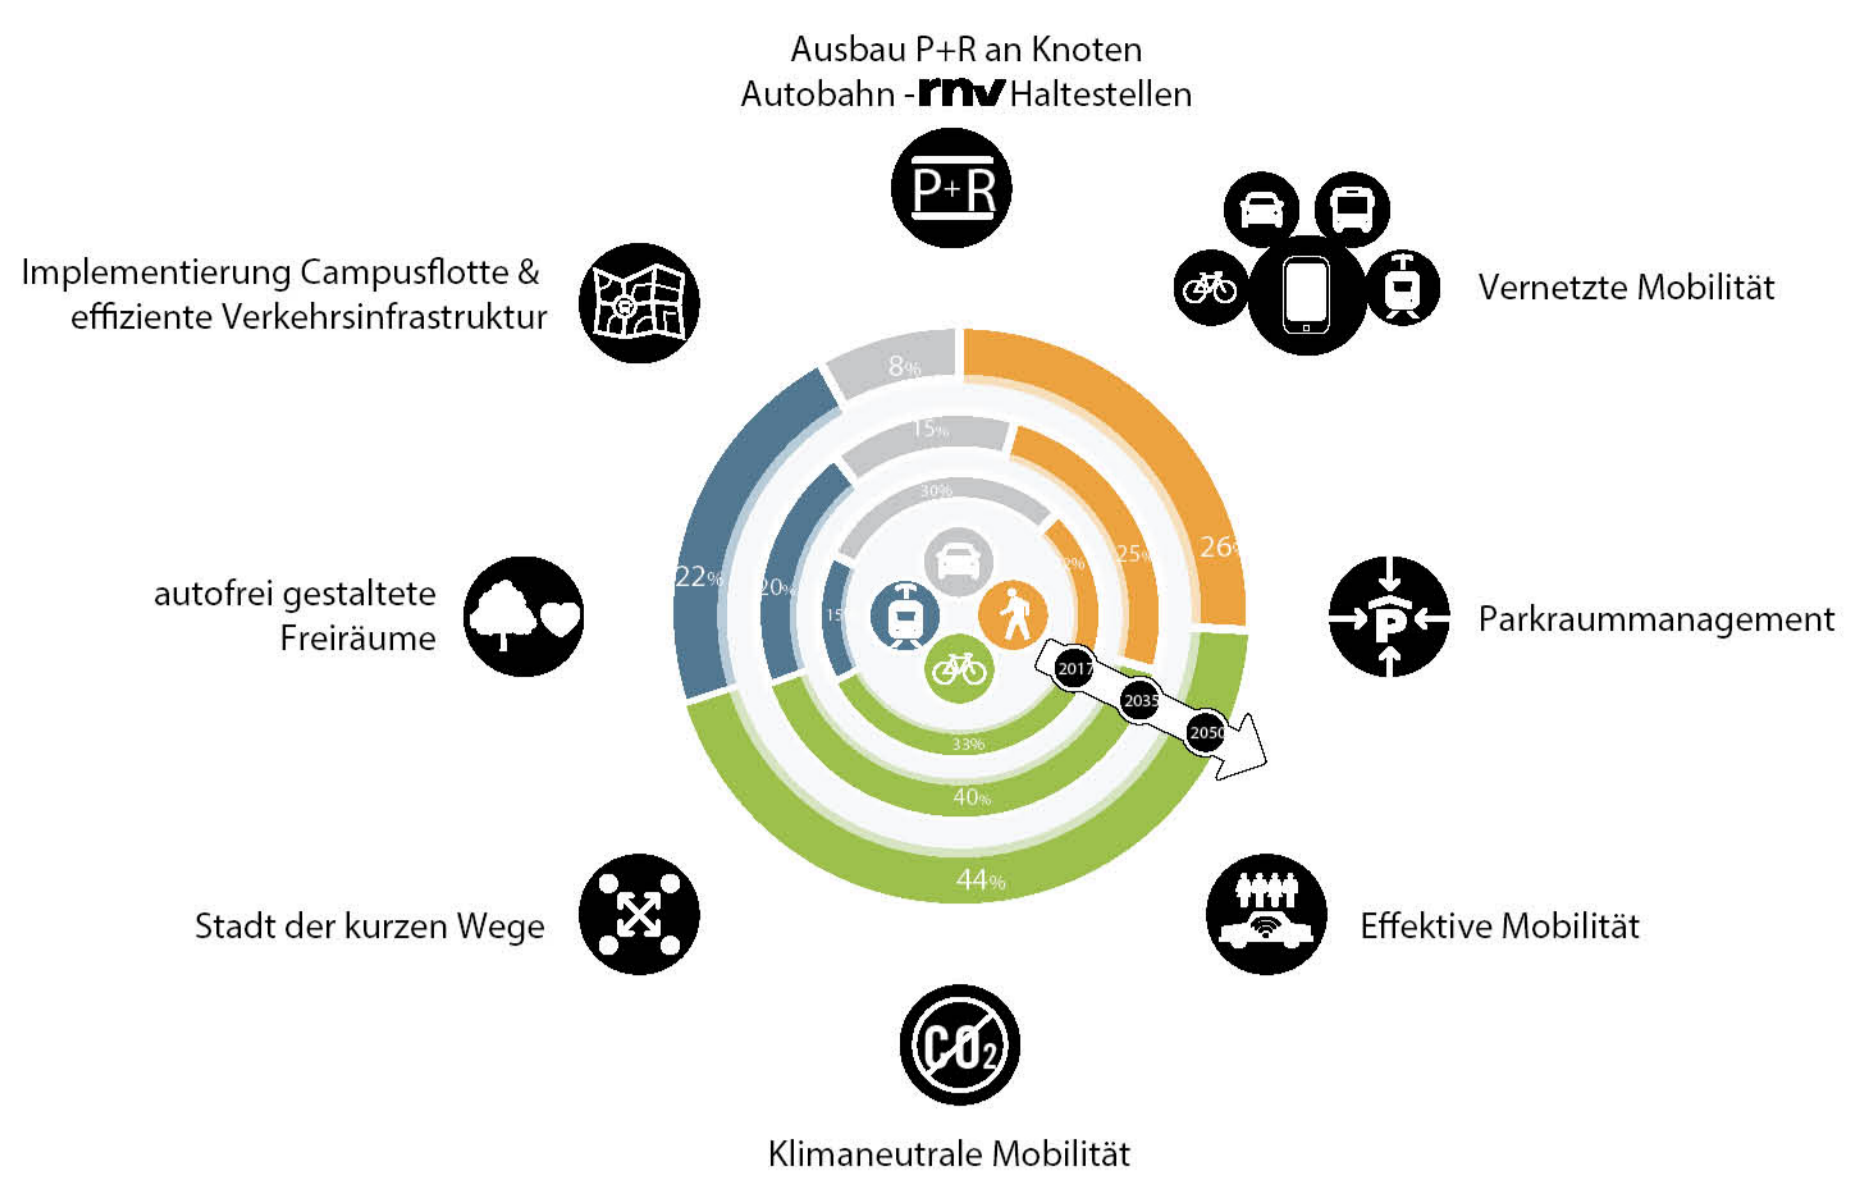 Ausbau P+R an Knoten
Autobahn -rnv Haltestellen
P+R
Implementierung Campusflotte &
effiziente Verkehrsinfrastruktur
Vernetzte Mobilität
8%
15%
30%
26%
25%
22%
20%
15
autofrei gestaltete
Freiräume
P
Parkraummanagement
2017
2035
2050
33%
40%
44%
Stadt der kurzen Wege
Effektive Mobilität
CO2
Klimaneutrale Mobilität